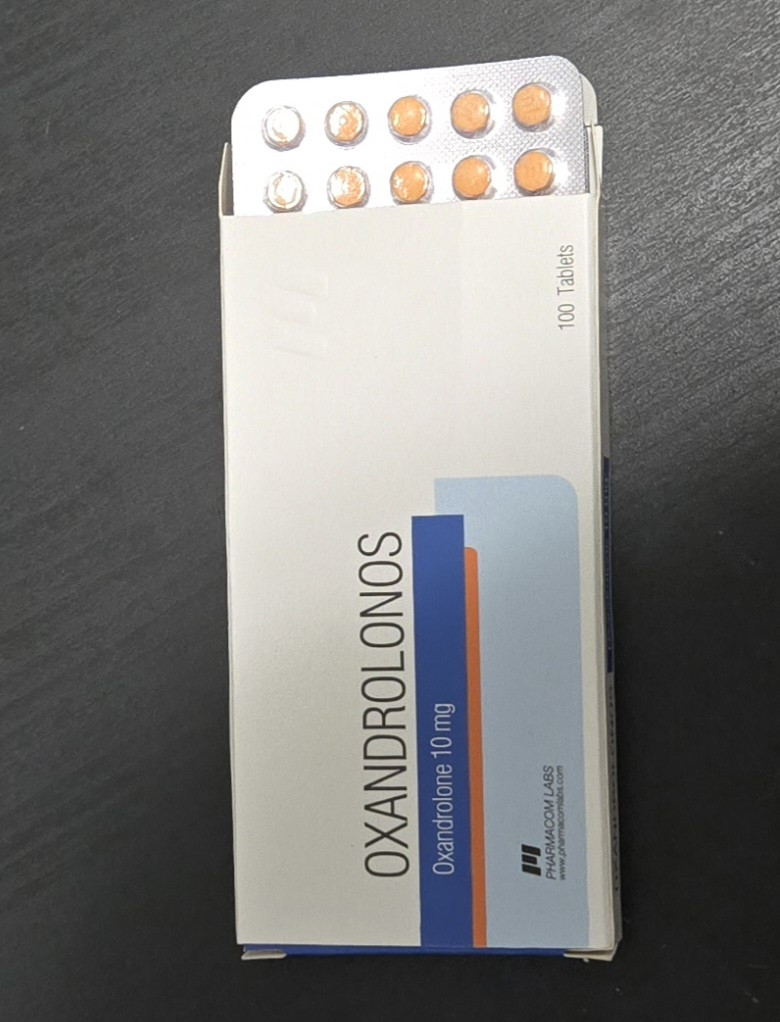 100 Tablets
OXANDROLONOS
Oxandrolone 10 mg
PHARMACOM LABS
www.pharmacomlabs.com